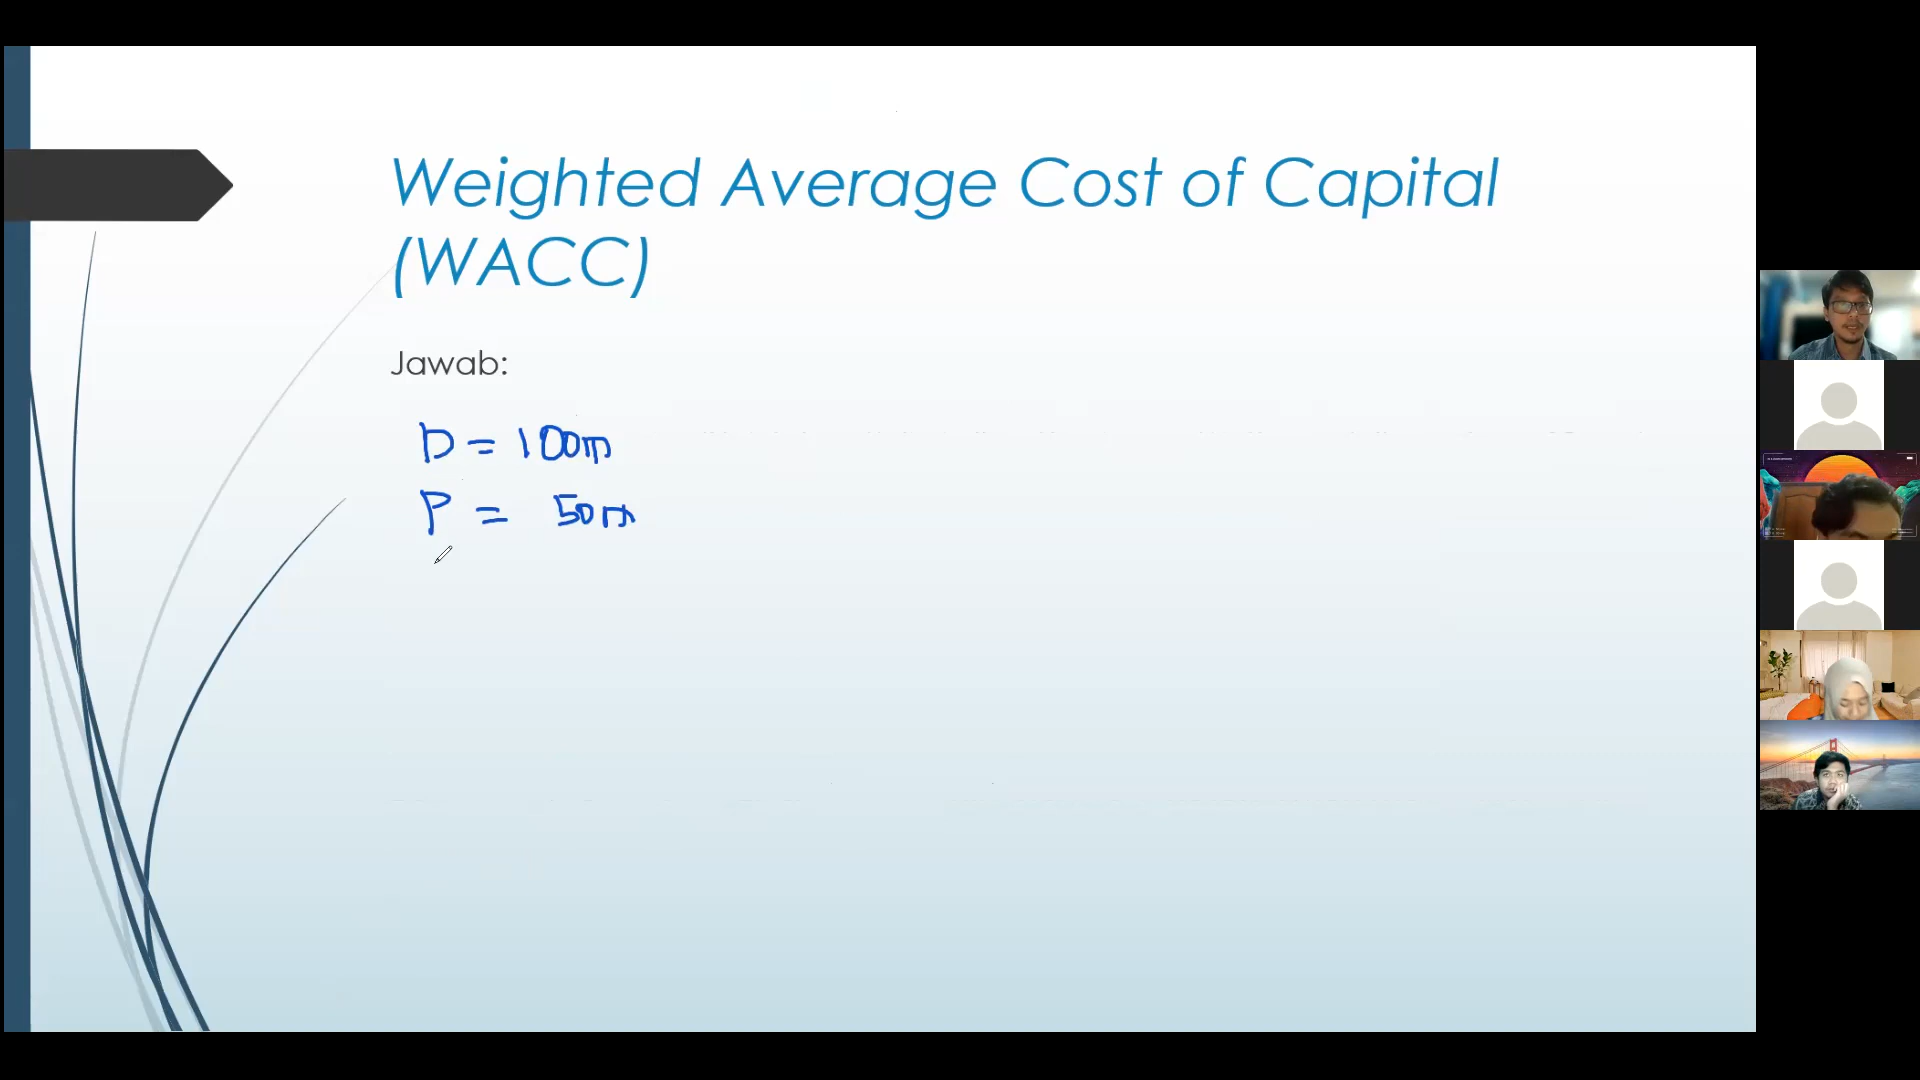 Weighted Average Cost of Capital
(WACC)
Jawab:
D = 100m
P = 50m